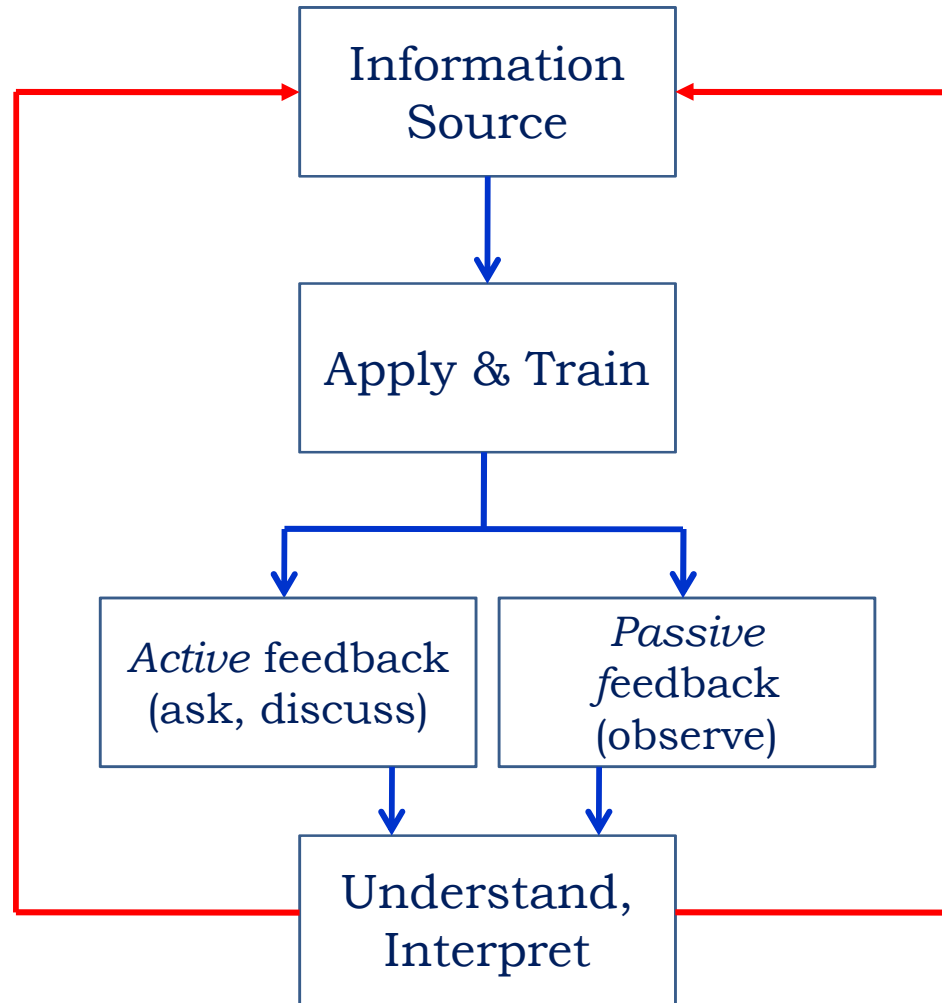 Information
Source
Apply & Train
Active feedback
(ask, discuss)
Passive
feedback
(observe)
Understand,
Interpret